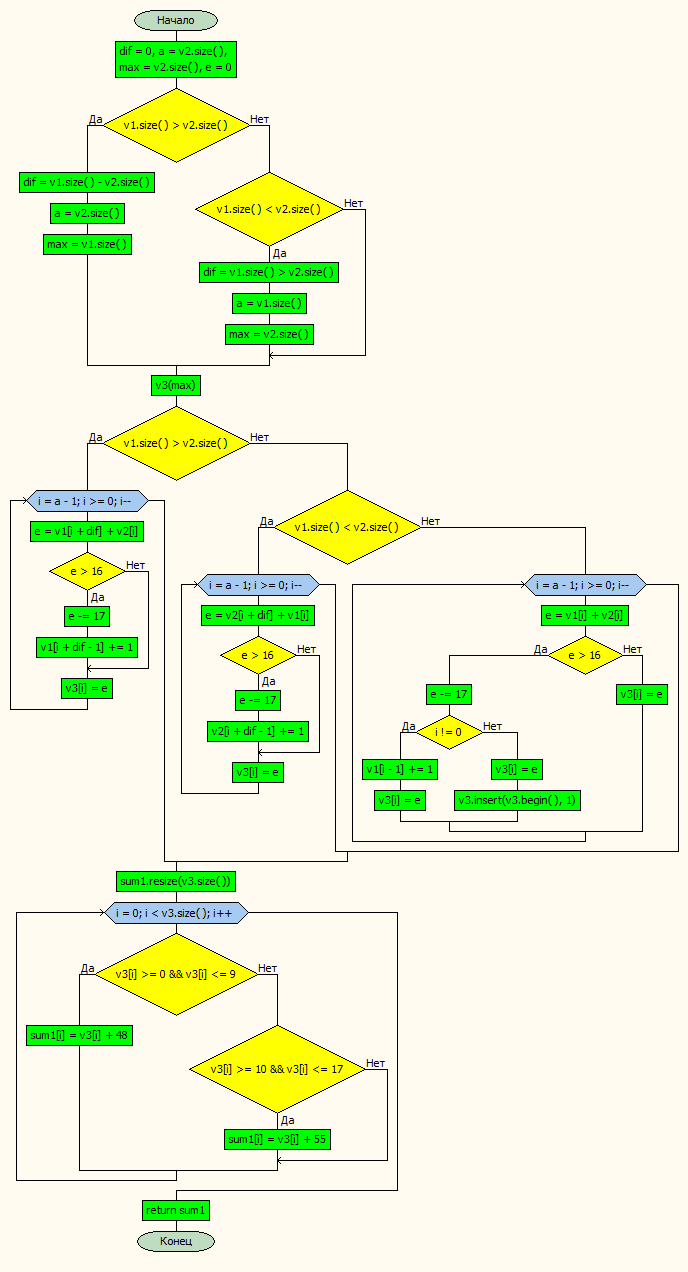 Начало
dif = 0, a = v2.size(),
max = v2.size(), e = 0
v1.size() > v2.size()
Да
Нет
dif = v1.size() - v2.size()
a = v2.size()
max = v1.size()
v1.size() < v2.size()
Нет
Да
dif = v1.size() > v2.size()
a = v1.size()
max = v2.size()
v3(max)
v1.size() > v2.size()
Да
Нет
i = a - 1; i >= 0; i--
e = v1[i + dif] + v2[i]
e > 16
Нет
Да
e -= 17
v1[i + dif - 1] += 1
v3[i] = e
v1.size() < v2.size()
Да
Нет
i = a - 1; i >= 0; i--
e = v2[i + dif] + v1[i]
e > 16
Нет
Да
e -= 17
v2[i + dif - 1] += 1
v3[i] = e
i = a - 1; i >= 0; i--
e = v1[i] + v2[i]
e > 16
Да
Нет
e -= 17
v3[i] = e
i != 0
Да
Нет
v1[i - 1] += 1
v3[i] = e
v3[i] = e
v3.insert(v3.begin(), 1)
sum1.resize(v3.size())
i = 0; i < v3.size(); i++
v3[i] >= 0 && v3[i] <= 9
Да
Нет
sum1[i] = v3[i] + 48
v3[i] >= 10 && v3[i] <= 17
Нет
Да
sum1[i] = v3[i] + 55
return sum1
Конец